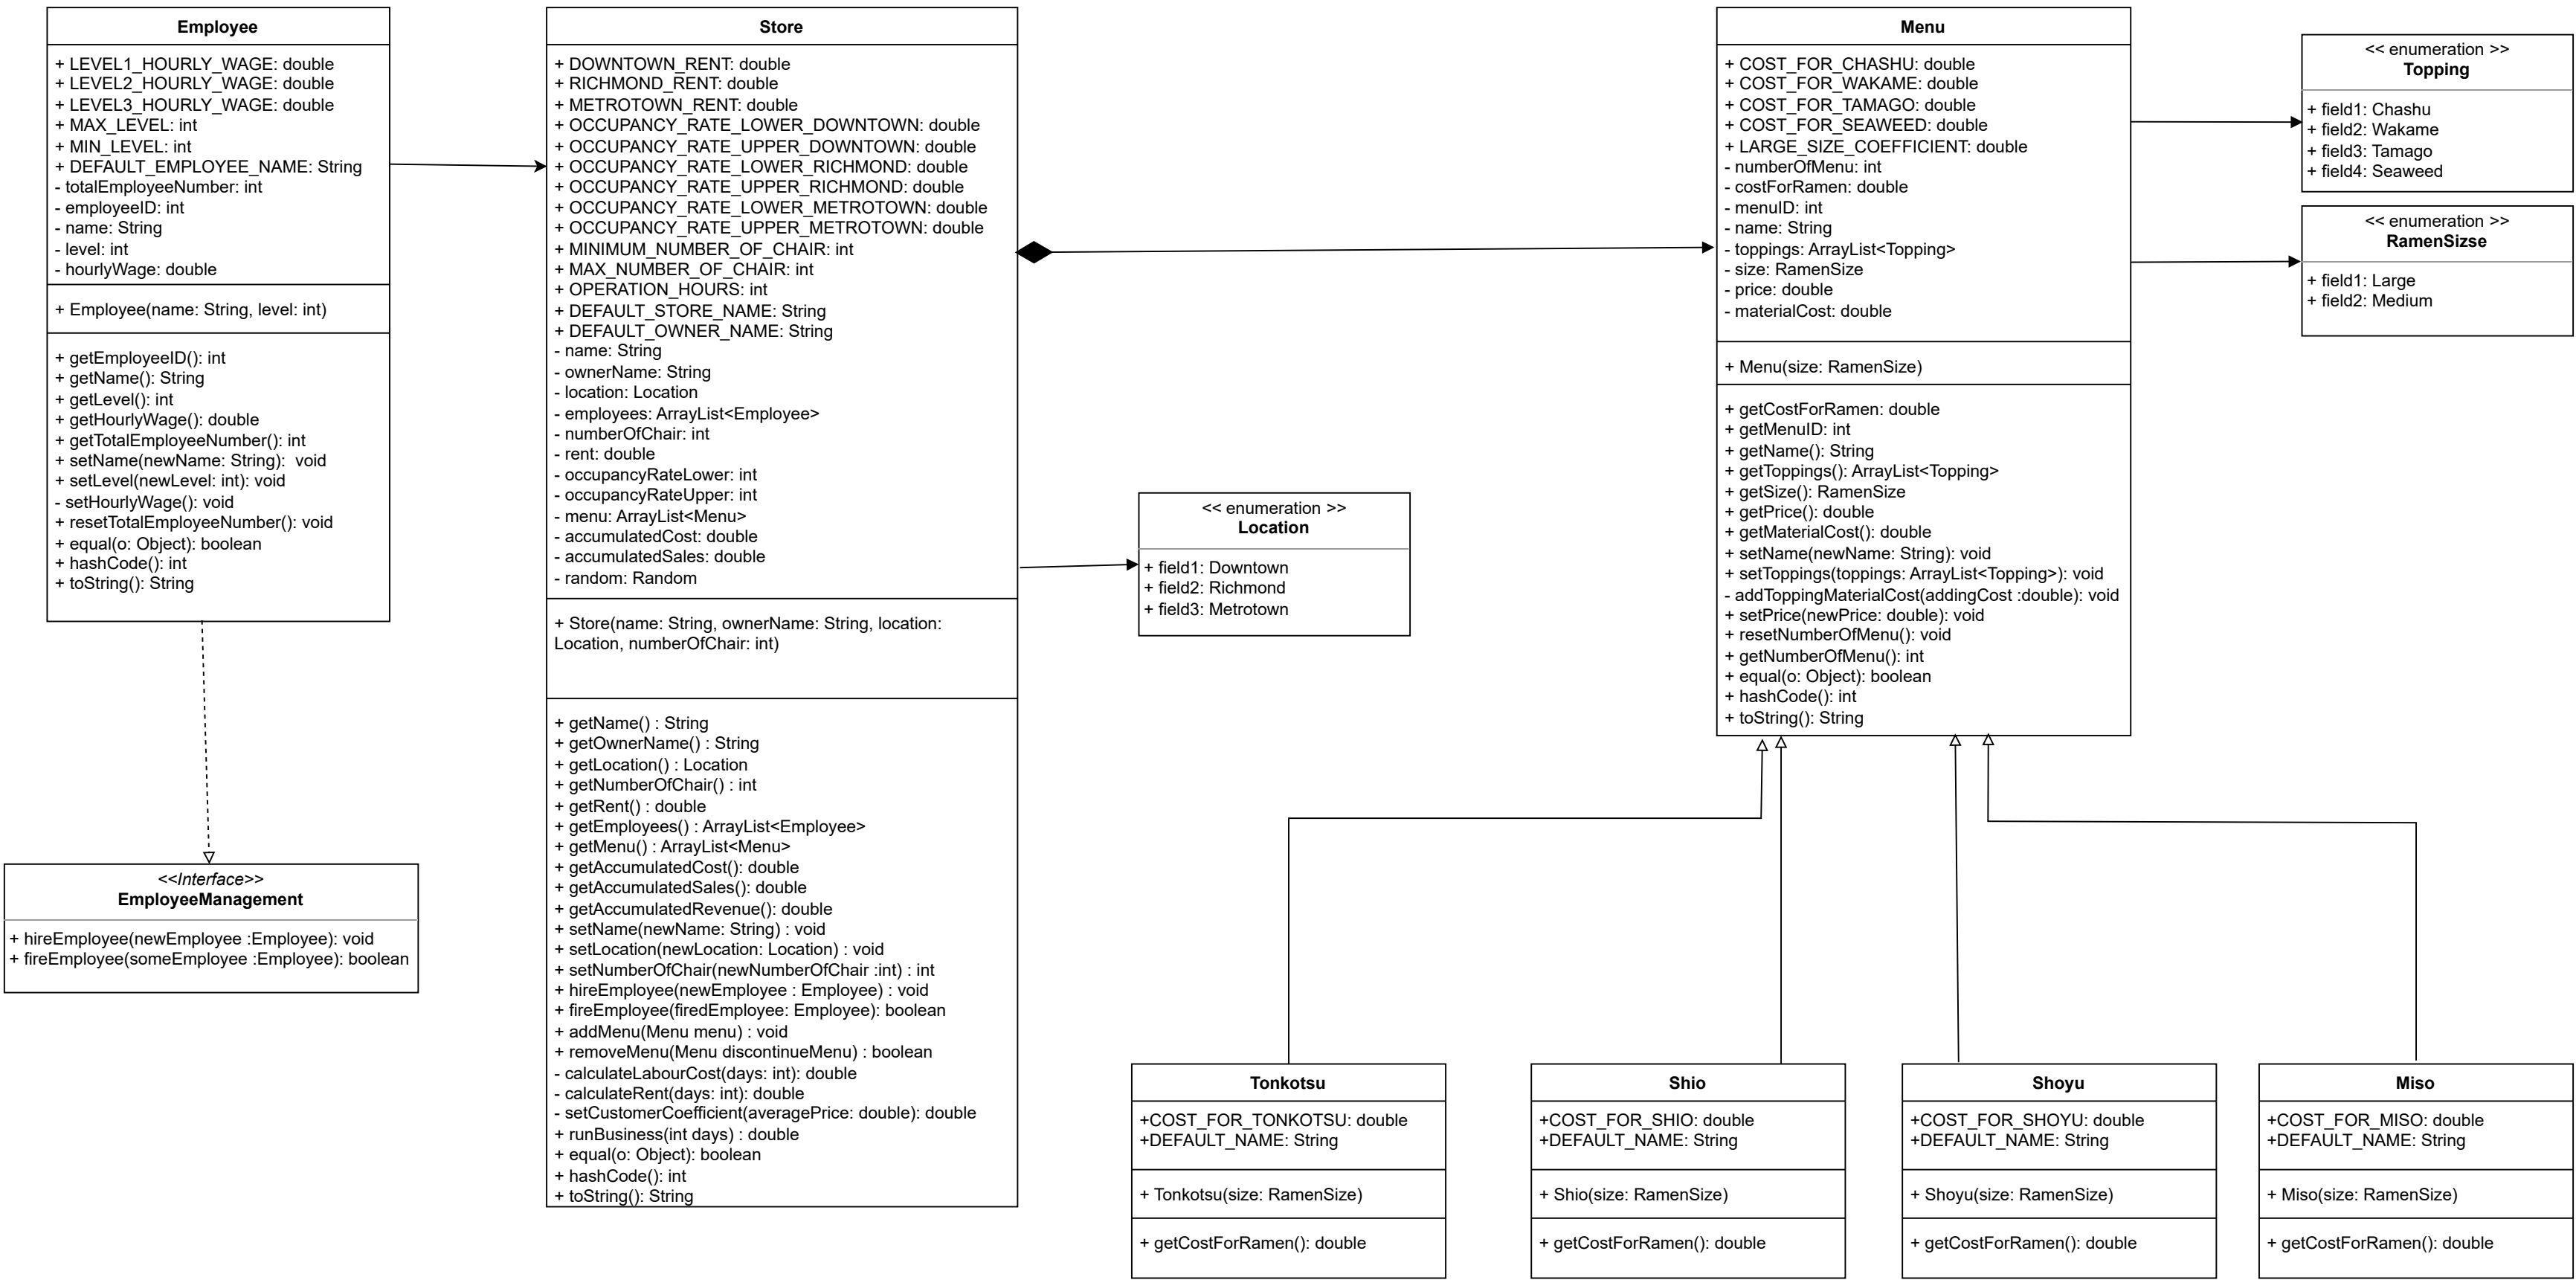 Employee
+ LEVEL1_HOURLY_WAGE: double
+ LEVEL2_HOURLY_WAGE: double
+ LEVEL3_HOURLY_WAGE: double
+ MAX_LEVEL: int
+ MIN_LEVEL: int
+ DEFAULT_EMPLOYEE_NAME: String
- totalEmployeeNumber: int
- employeeID: int
- name: String
- level: int
- hourlyWage: double
+ Employee(name: String, level: int)
+ getEmployeeID(): int
+ getName(): String
+ getLevel(): int
+ getHourlyWage(): double
+ getTotalEmployeeNumber(): int
+ setName(newName: String):  void
+ setLevel(newLevel: int): void
- setHourlyWage(): void
+ resetTotalEmployeeNumber(): void
+ equal(o: Object): boolean
+ hashCode(): int
+ toString(): String
<<Interface>>
EmployeeManagement
+ hireEmployee(newEmployee :Employee): void
+ fireEmployee(someEmployee :Employee): boolean
Store
+ DOWNTOWN_RENT: double
+ RICHMOND_RENT: double
+ METROTOWN_RENT: double
+ OCCUPANCY_RATE_LOWER_DOWNTOWN: double
+ OCCUPANCY_RATE_UPPER_DOWNTOWN: double
+ OCCUPANCY_RATE_LOWER_RICHMOND: double
+ OCCUPANCY_RATE_UPPER_RICHMOND: double
+ OCCUPANCY_RATE_LOWER_METROTOWN: double
+ OCCUPANCY_RATE_UPPER_METROTOWN: double
+ MINIMUM_NUMBER_OF_CHAIR: int
+ MAX_NUMBER_OF_CHAIR: int
+ OPERATION_HOURS: int
+ DEFAULT_STORE_NAME: String
+ DEFAULT_OWNER_NAME: String
- name: String
- ownerName: String
- location: Location
- employees: ArrayList<Employee>
- numberOfChair: int
- rent: double
- occupancyRateLower: int
- occupancyRateUpper: int
- menu: ArrayList<Menu>
- accumulatedCost: double
- accumulatedSales: double
- random: Random
+ Store(name: String, ownerName: String, location:
Location, numberOfChair: int)
+ getName() : String
+ getOwnerName() : String
+ getLocation() : Location
+ getNumberOfChair() : int
+ getRent() : double
+ getEmployees() : ArrayList<Employee>
+ getMenu() : ArrayList<Menu>
+ getAccumulatedCost(): double
+ getAccumulatedSales(): double
+ getAccumulatedRevenue(): double
+ setName(newName: String) : void
+ setLocation(newLocation: Location) : void
+ setNumberOfChair(newNumberOfChair :int) : int
+ hireEmployee(newEmployee : Employee) : void
+ fireEmployee(firedEmployee: Employee): boolean
+ addMenu(Menu menu) : void
+ removeMenu(Menu discontinueMenu) : boolean
- calculateLabourCost(days: int): double
- calculateRent(days: int): double
- setCustomerCoefficient(averagePrice: double): double
+ runBusiness(int days) : double
+ equal(o: Object): boolean
+ hashCode(): int
+ toString(): String
<< enumeration >>
Location
+ field1: Downtown
+ field2: Richmond
+ field3: Metrotown
Menu
+ COST_FOR_CHASHU: double
+ COST_FOR_WAKAME: double
+ COST_FOR_TAMAGO: double
+ COST_FOR_SEAWEED: double
+ LARGE_SIZE_COEFFICIENT: double
- numberOfMenu: int
- costForRamen: double
- menuID: int
- name: String
- toppings: ArrayList<Topping>
- size: RamenSize
- price: double
- materialCost: double
+ Menu(size: RamenSize)
+ getCostForRamen: double
+ getMenuID: int
+ getName(): String
+ getToppings(): ArrayList<Topping>
+ getSize(): RamenSize
+ getPrice(): double
+ getMaterialCost(): double
+ setName(newName: String): void
+ setToppings(toppings: ArrayList<Topping>): void
- addToppingMaterialCost(addingCost :double): void
+ setPrice(newPrice: double): void
+ resetNumberOfMenu(): void
+ getNumberOfMenu(): int
+ equal(o: Object): boolean
+ hashCode(): int
+ toString(): String
<< enumeration >>
Topping
+ field1: Chashu
+ field2: Wakame
+ field3: Tamago
+ field4: Seaweed
<< enumeration >>
RamenSizse
+ field1: Large
+ field2: Medium
Tonkotsu
+COST_FOR_TONKOTSU: double
+DEFAULT_NAME: String
+ Tonkotsu(size: RamenSize)
+ getCostForRamen(): double
Shio
+COST_FOR_SHIO: double
+DEFAULT_NAME: String
+ Shio(size: RamenSize)
+ getCostForRamen(): double
Shoyu
+COST_FOR_SHOYU: double
+DEFAULT_NAME: String
+ Shoyu(size: RamenSize)
+ getCostForRamen(): double
Miso
+COST_FOR_MISO: double
+DEFAULT_NAME: String
+ Miso(size: RamenSize)
+ getCostForRamen(): double